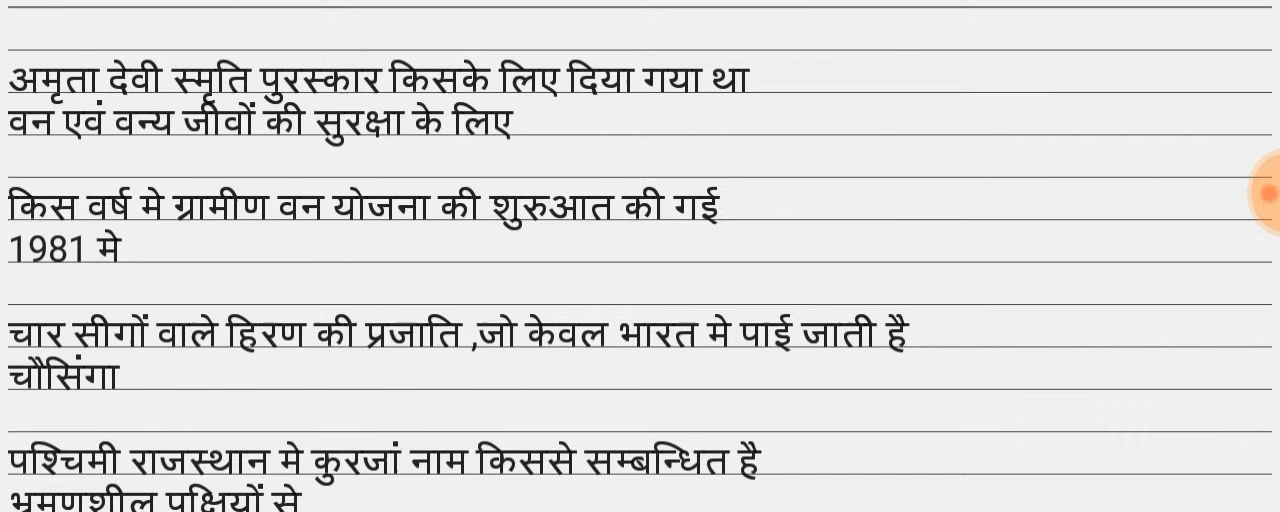 अमृता देवी स्मृति पुरस्कार किसके लिए दिया गया था
वन एवं वन्य जीवों की सुरक्षा के लिए
किस वर्ष मे ग्रामीण वन योजना की शुरुआत की गई
1981 मे
चार सीगों वाले हिरण की प्रजाति ,जो केवल भारत मे पाई जाती है
चौसिंगा
पश्चिमी राजस्थान मे कुरजां नाम किससे सम्बन्धित है
भ्रमणशील पक्षियों से